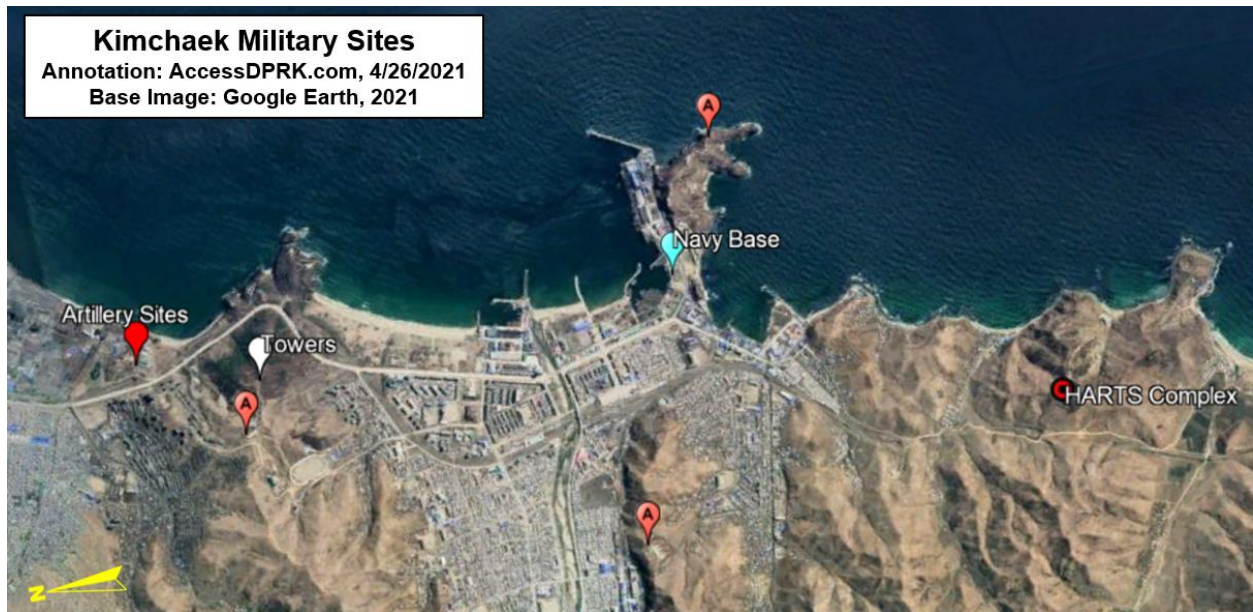 Kimchaek Military Sites
Annotation: AccessDPRK.com, 4/26/2021
Base Image: Google Earth, 2021
A
Navy Base
Artillery Sites
Towers
A
HARTS Complex
A
N